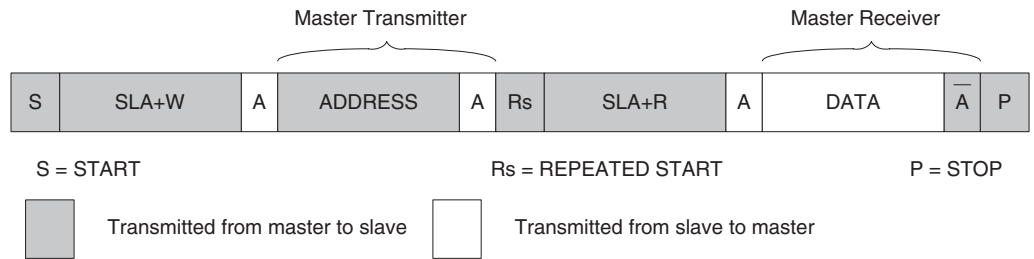 Master Transmitter Master Receiver
S SLA+W A ADDRESS A Rs SLA+R A DATA A̅ P
S = START Rs = REPEATED START P = STOP
Transmitted from master to slave Transmitted from slave to master